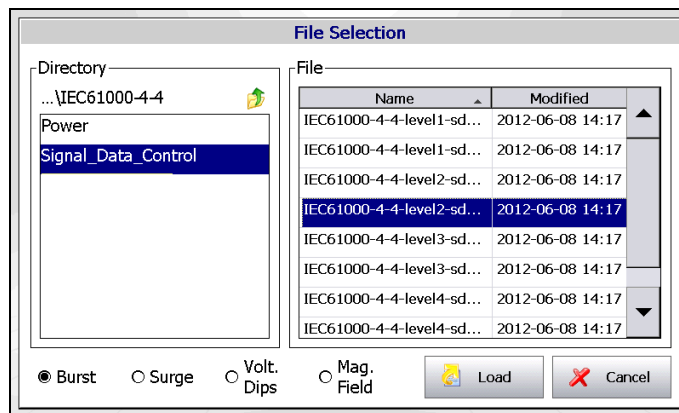 File Selection
Directory
...\IEC61000-4-4
Power
Signal_Data_Control
File
Name Modified
IEC61000-4-4-level1-sd... 2012-06-08 14:17
IEC61000-4-4-level1-sd... 2012-06-08 14:17
IEC61000-4-4-level2-sd... 2012-06-08 14:17
IEC61000-4-4-level2-sd... 2012-06-08 14:17
IEC61000-4-4-level3-sd... 2012-06-08 14:17
IEC61000-4-4-level3-sd... 2012-06-08 14:17
IEC61000-4-4-level4-sd... 2012-06-08 14:17
IEC61000-4-4-level4-sd... 2012-06-08 14:17
Burst
Surge
Volt.
Dips
Mag.
Field
Load
Cancel